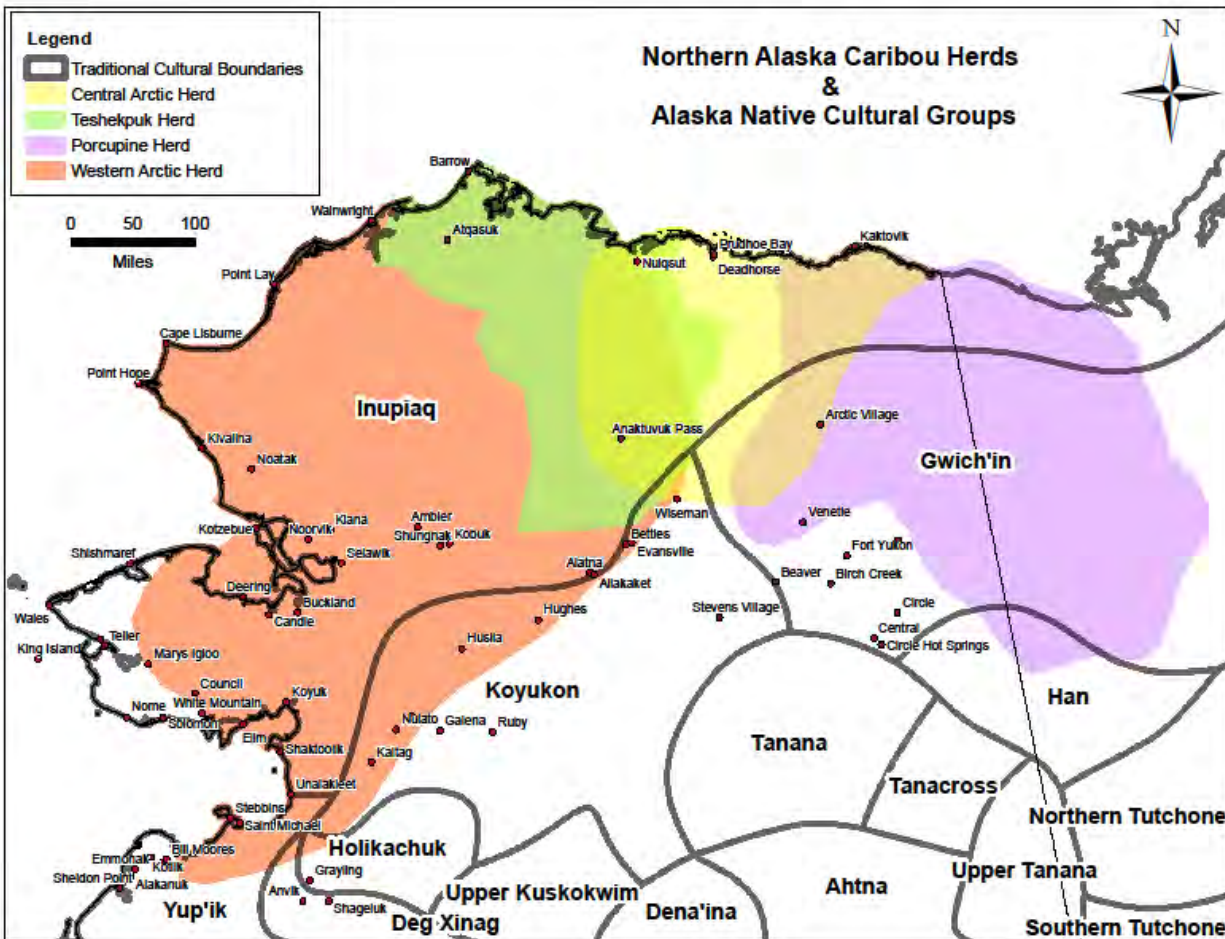 Legend
Traditional Cultural Boundaries
Central Arctic Herd
Teshekpuk Herd
Porcupine Herd
Western Arctic Herd
0 50 100
Miles
Northern Alaska Caribou Herds
&
Alaska Native Cultural Groups
N
Barrow
Wainwright
Atqasuk
Prudhoe Bay
Kaktovik
Nuiqsut
Deadhorse
Point Lay
Cape Lisburne
Point Hope
Inupiaq
Arctic Village
Anaktuvuk Pass
Kivalina
Gwich'in
Noatak
Wiseman
Venetie
Kotzebue
Noorvik
Kiana
Ambler
Shungnak
Kobuk
Bettles
Evansville
Fort Yukon
Shishmaref
Selawik
Alatna
Allakaket
Beaver
Birch Creek
Deering
Buckland
Candle
Hughes
Stevens Village
Circle
Wales
Teller
Huslia
Central
Circle Hot Springs
King Island
Marys Igloo
Council
Koyuk
Koyukon
Han
Nome
White Mountain
Solomon
Elim
Nulato
Galena
Ruby
Tanana
Shaktoolik
Kaltag
Tanacross
Unalakleet
Stebbins
Saint Michael
Northern Tutchone
Holikachuk
Bill Moores
Emmonak
Kotlik
Sheldon Point
Alakanuk
Grayling
Upper Tanana
Anvik
Shageluk
Upper Kuskokwim
Ahtna
Yup'ik
Deg Xinag
Dena'ina
Southern Tutchone